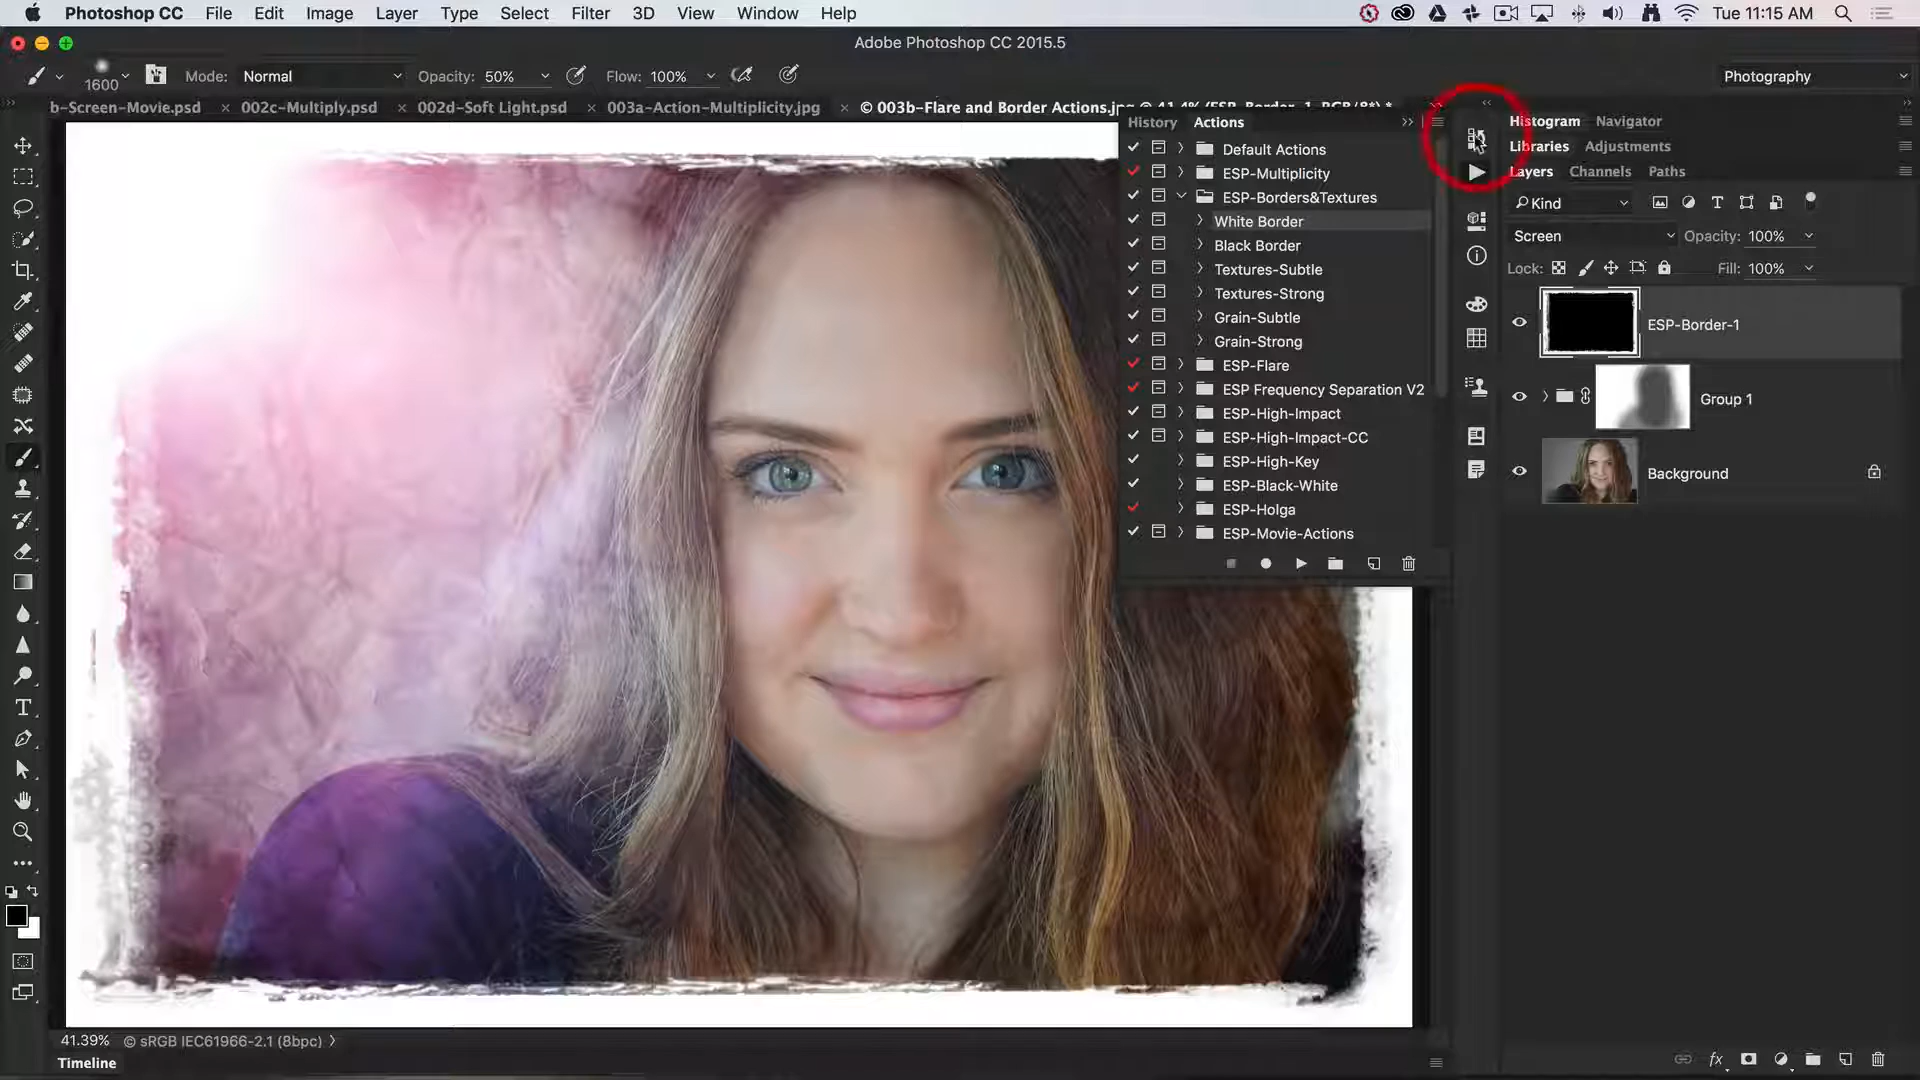 Photoshop CC File Edit Image Layer Type Select Filter 3D View Window Help Tue 11:15 AM
Adobe Photoshop CC 2015.5
1600 Mode: Normal Opacity: 50% Flow: 100% Photography
b-Screen-Movie.psd × 002c-Multiply.psd × 002d-Soft Light.psd × 003a-Action-Multiplicity.jpg × © 003b-Flare and Border Actions.jpg @ 41.4% (ESP-Border-1, RGB/8*) *
History Actions
Default Actions
ESP-Multiplicity
ESP-Borders&Textures
White Border
Black Border
Textures-Subtle
Textures-Strong
Grain-Subtle
Grain-Strong
ESP-Flare
ESP Frequency Separation V2
ESP-High-Impact
ESP-High-Impact-CC
ESP-High-Key
ESP-Black-White
ESP-Holga
ESP-Movie-Actions
Histogram Navigator
Libraries Adjustments
Layers Channels Paths
Kind
Screen Opacity: 100%
Lock: Fill: 100%
ESP-Border-1
Group 1
Background
41.39% © sRGB IEC61966-2.1 (8bpc)
Timeline